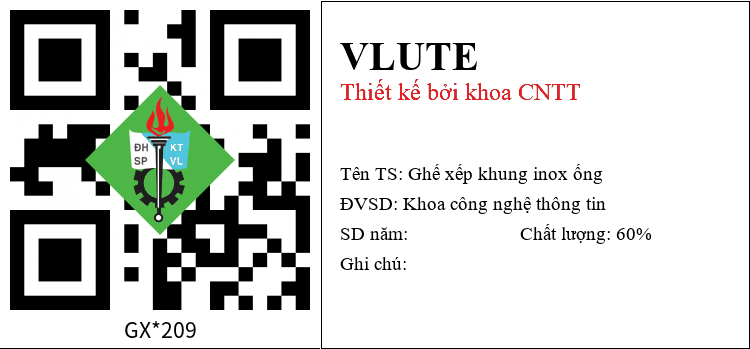 ĐH KT
SP VL
GX*209
VLUTE
Thiết kế bởi khoa CNTT
Tên TS: Ghế xếp khung inox ống
ĐVSD: Khoa công nghệ thông tin
SD năm: Chất lượng: 60%
Ghi chú: